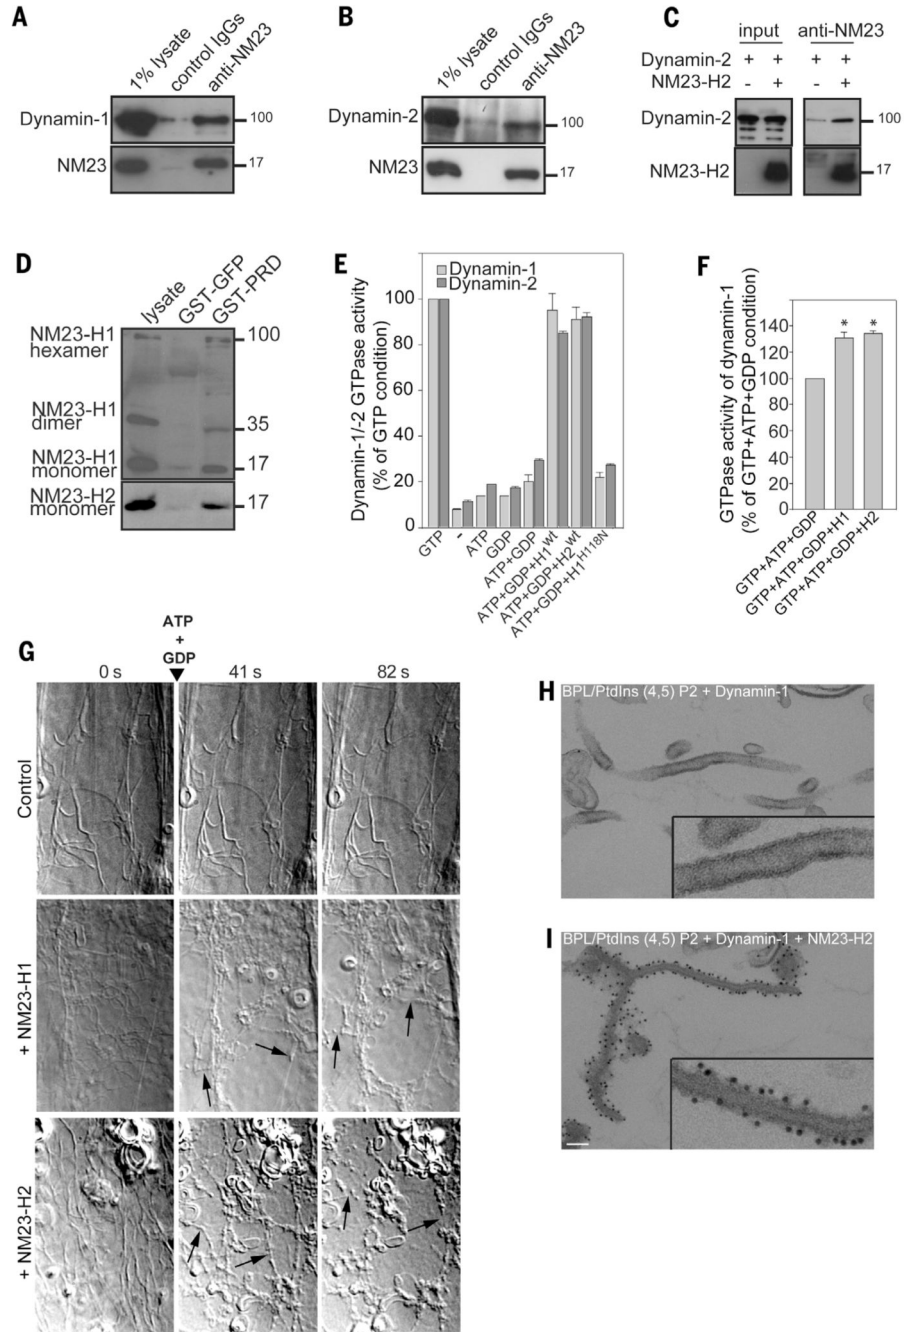 A
1% lysate
control IgGs
anti-NM23
Dynamin-1
100
NM23
17
B
1% lysate
control IgGs
anti-NM23
Dynamin-2
100
NM23
17
C
input
anti-NM23
Dynamin-2 + + + +
NM23-H2 - + - +
Dynamin-2
100
NM23-H2
17
D
lysate
GST-GFP
GST-PRD
NM23-H1
hexamer
100
NM23-H1
dimer
35
NM23-H1
monomer
17
NM23-H2
monomer
17
E
Dynamin-1
Dynamin-2
Dynamin-1/-2 GTPase activity
(% of GTP condition)
100
80
60
40
20
0
GTP
-
ATP
GDP
ATP+GDP
ATP+GDP+H1wt
ATP+GDP+H2wt
ATP+GDP+H1H118N
F
GTPase activity of dynamin-1
(% of GTP+ATP+GDP condition)
140
120
100
80
60
40
20
0
* *
GTP+ATP+GDP
GTP+ATP+GDP+H1
GTP+ATP+GDP+H2
G
ATP
+
GDP
0 s
41 s
82 s
Control
+ NM23-H1
+ NM23-H2
H
BPL/PtdIns (4,5) P2 + Dynamin-1
I
BPL/PtdIns (4,5) P2 + Dynamin-1 + NM23-H2